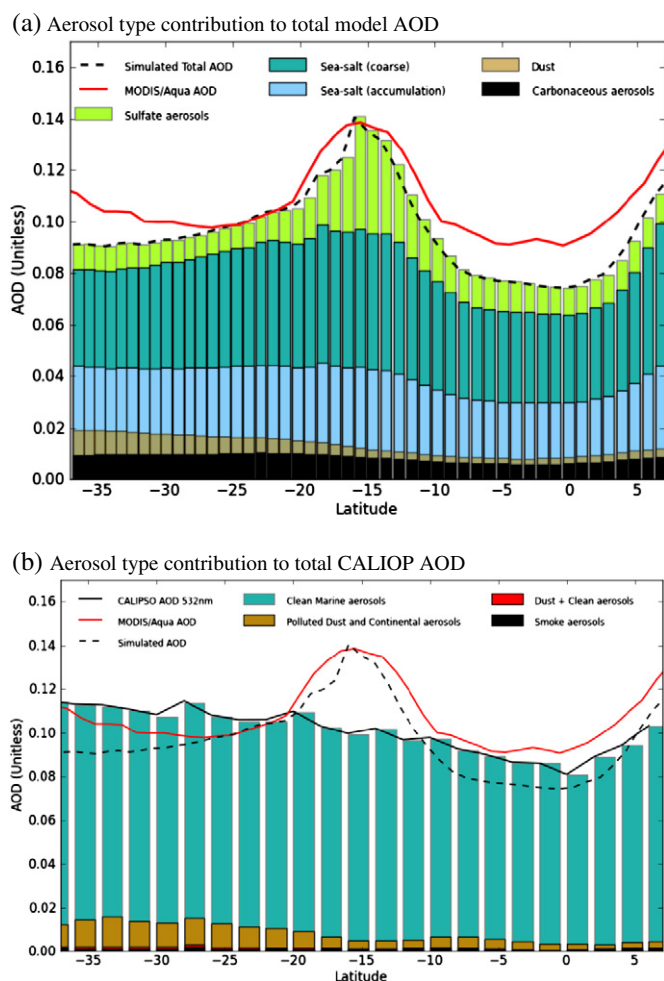 (a) Aerosol type contribution to total model AOD
0.16
0.14
0.12
0.10
0.08
0.06
0.04
0.02
0.00
AOD (Unitless)
Simulated Total AOD
MODIS/Aqua AOD
Sulfate aerosols
Sea-salt (coarse)
Sea-salt (accumulation)
Dust
Carbonaceous aerosols
−35 −30 −25 −20 −15 −10 −5 0 5
Latitude
(b) Aerosol type contribution to total CALIOP AOD
0.16
0.14
0.12
0.10
0.08
0.06
0.04
0.02
0.00
AOD (Unitless)
CALIPSO AOD 532nm
MODIS/Aqua AOD
Simulated AOD
Clean Marine aerosols
Polluted Dust and Continental aerosols
Dust + Clean aerosols
Smoke aerosols
−35 −30 −25 −20 −15 −10 −5 0 5
Latitude